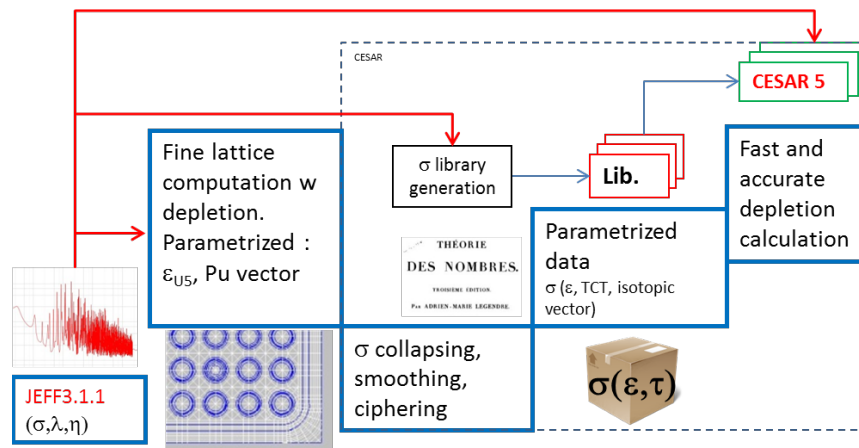 CESAR
CESAR 5
Fine lattice
computation w
depletion.
Parametrized :
εU5, Pu vector
σ library
generation
Lib.
Fast and
accurate
depletion
calculation
THÉORIE
DES NOMBRES.
TROISIÈME ÉDITION.
Par ADRIEN-MARIE LEGENDRE.
Parametrized
data
σ (ε, TCT, isotopic
vector)
JEFF3.1.1
(σ,λ,η)
σ collapsing,
smoothing,
ciphering
σ(ε,τ)